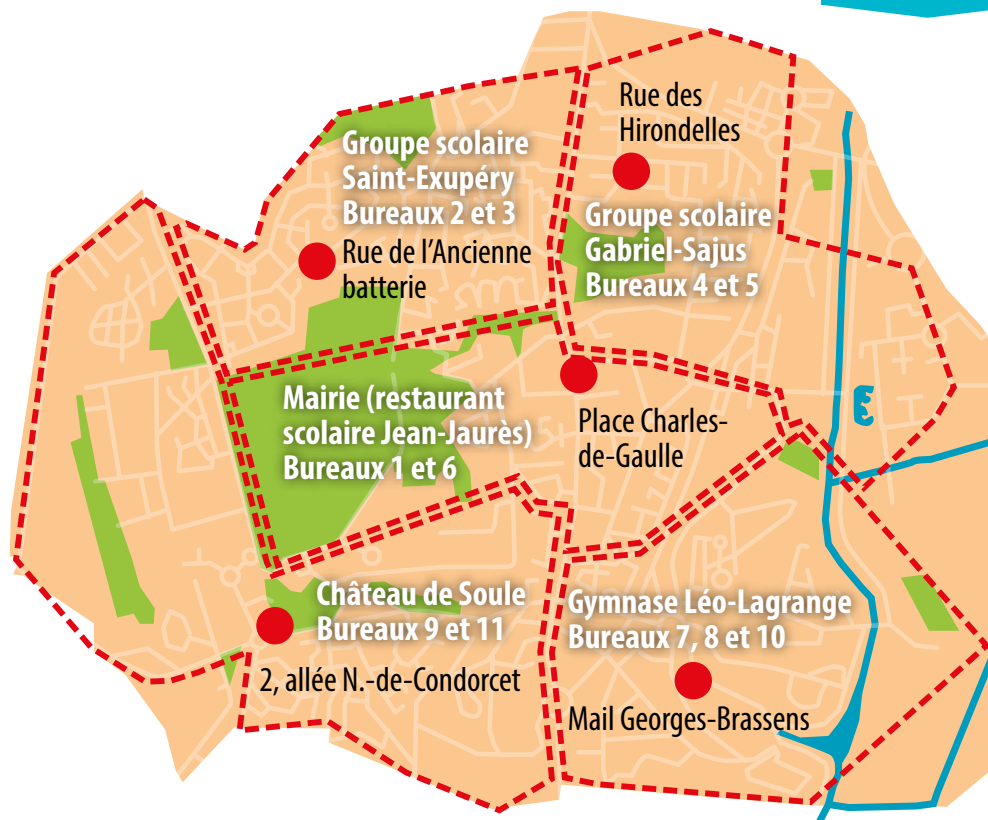 Rue des
Hirondelles
Groupe scolaire
Saint-Exupéry
Bureaux 2 et 3
Rue de l'Ancienne
batterie
Groupe scolaire
Gabriel-Sajus
Bureaux 4 et 5
Mairie (restaurant
scolaire Jean-Jaurès)
Bureaux 1 et 6
Place Charles-
de-Gaulle
Château de Soule
Bureaux 9 et 11
2, allée N.-de-Condorcet
Gymnase Léo-Lagrange
Bureaux 7, 8 et 10
Mail Georges-Brassens